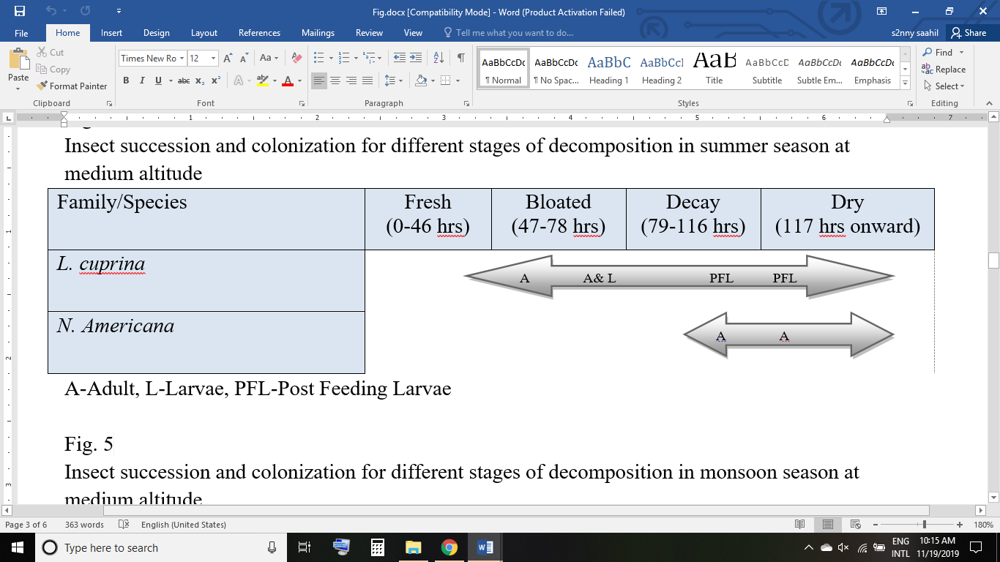 Fig.docx [Compatibility Mode] - Word (Product Activation Failed)
File Home Insert Design Layout References Mailings Review View Tell me what you want to do... s2nny saahil Share
Paste
Cut
Copy
Format Painter
Clipboard
Times New Ro 12
Font
Paragraph
AaBbCcDc AaBbCcDc AaBbC AaBbCcI AaB AaBbCcD AaBbCcDc AaBbCcDc
¶ Normal ¶ No Spac... Heading 1 Heading 2 Title Subtitle Subtle Em... Emphasis
Styles
Find
Replace
Select
Editing
1 2 3 4 5 6 7
Insect succession and colonization for different stages of decomposition in summer season at
medium altitude
Family/Species Fresh Bloated Decay Dry
(0-46 hrs) (47-78 hrs) (79-116 hrs) (117 hrs onward)
L. cuprina A A& L PFL PFL
N. Americana A A
A-Adult, L-Larvae, PFL-Post Feeding Larvae
Fig. 5
Insect succession and colonization for different stages of decomposition in monsoon season at
medium altitude
Page 3 of 6 363 words English (United States) 180%
Type here to search ENG 10:15 AM
INTL 11/19/2019